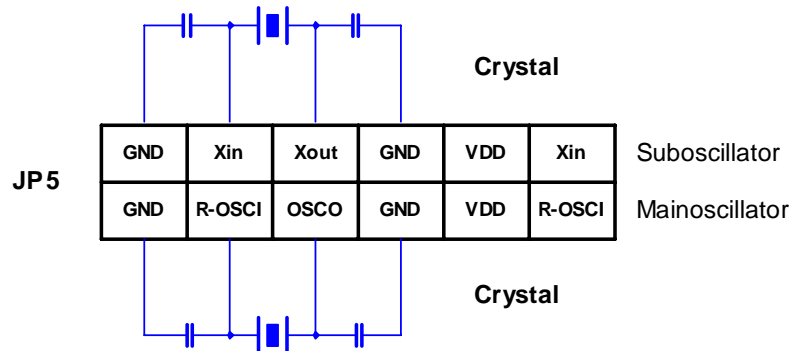 Crystal
GND Xin Xout GND VDD Xin Suboscillator
JP5
GND R-OSCI OSCO GND VDD R-OSCI Mainoscillator
Crystal